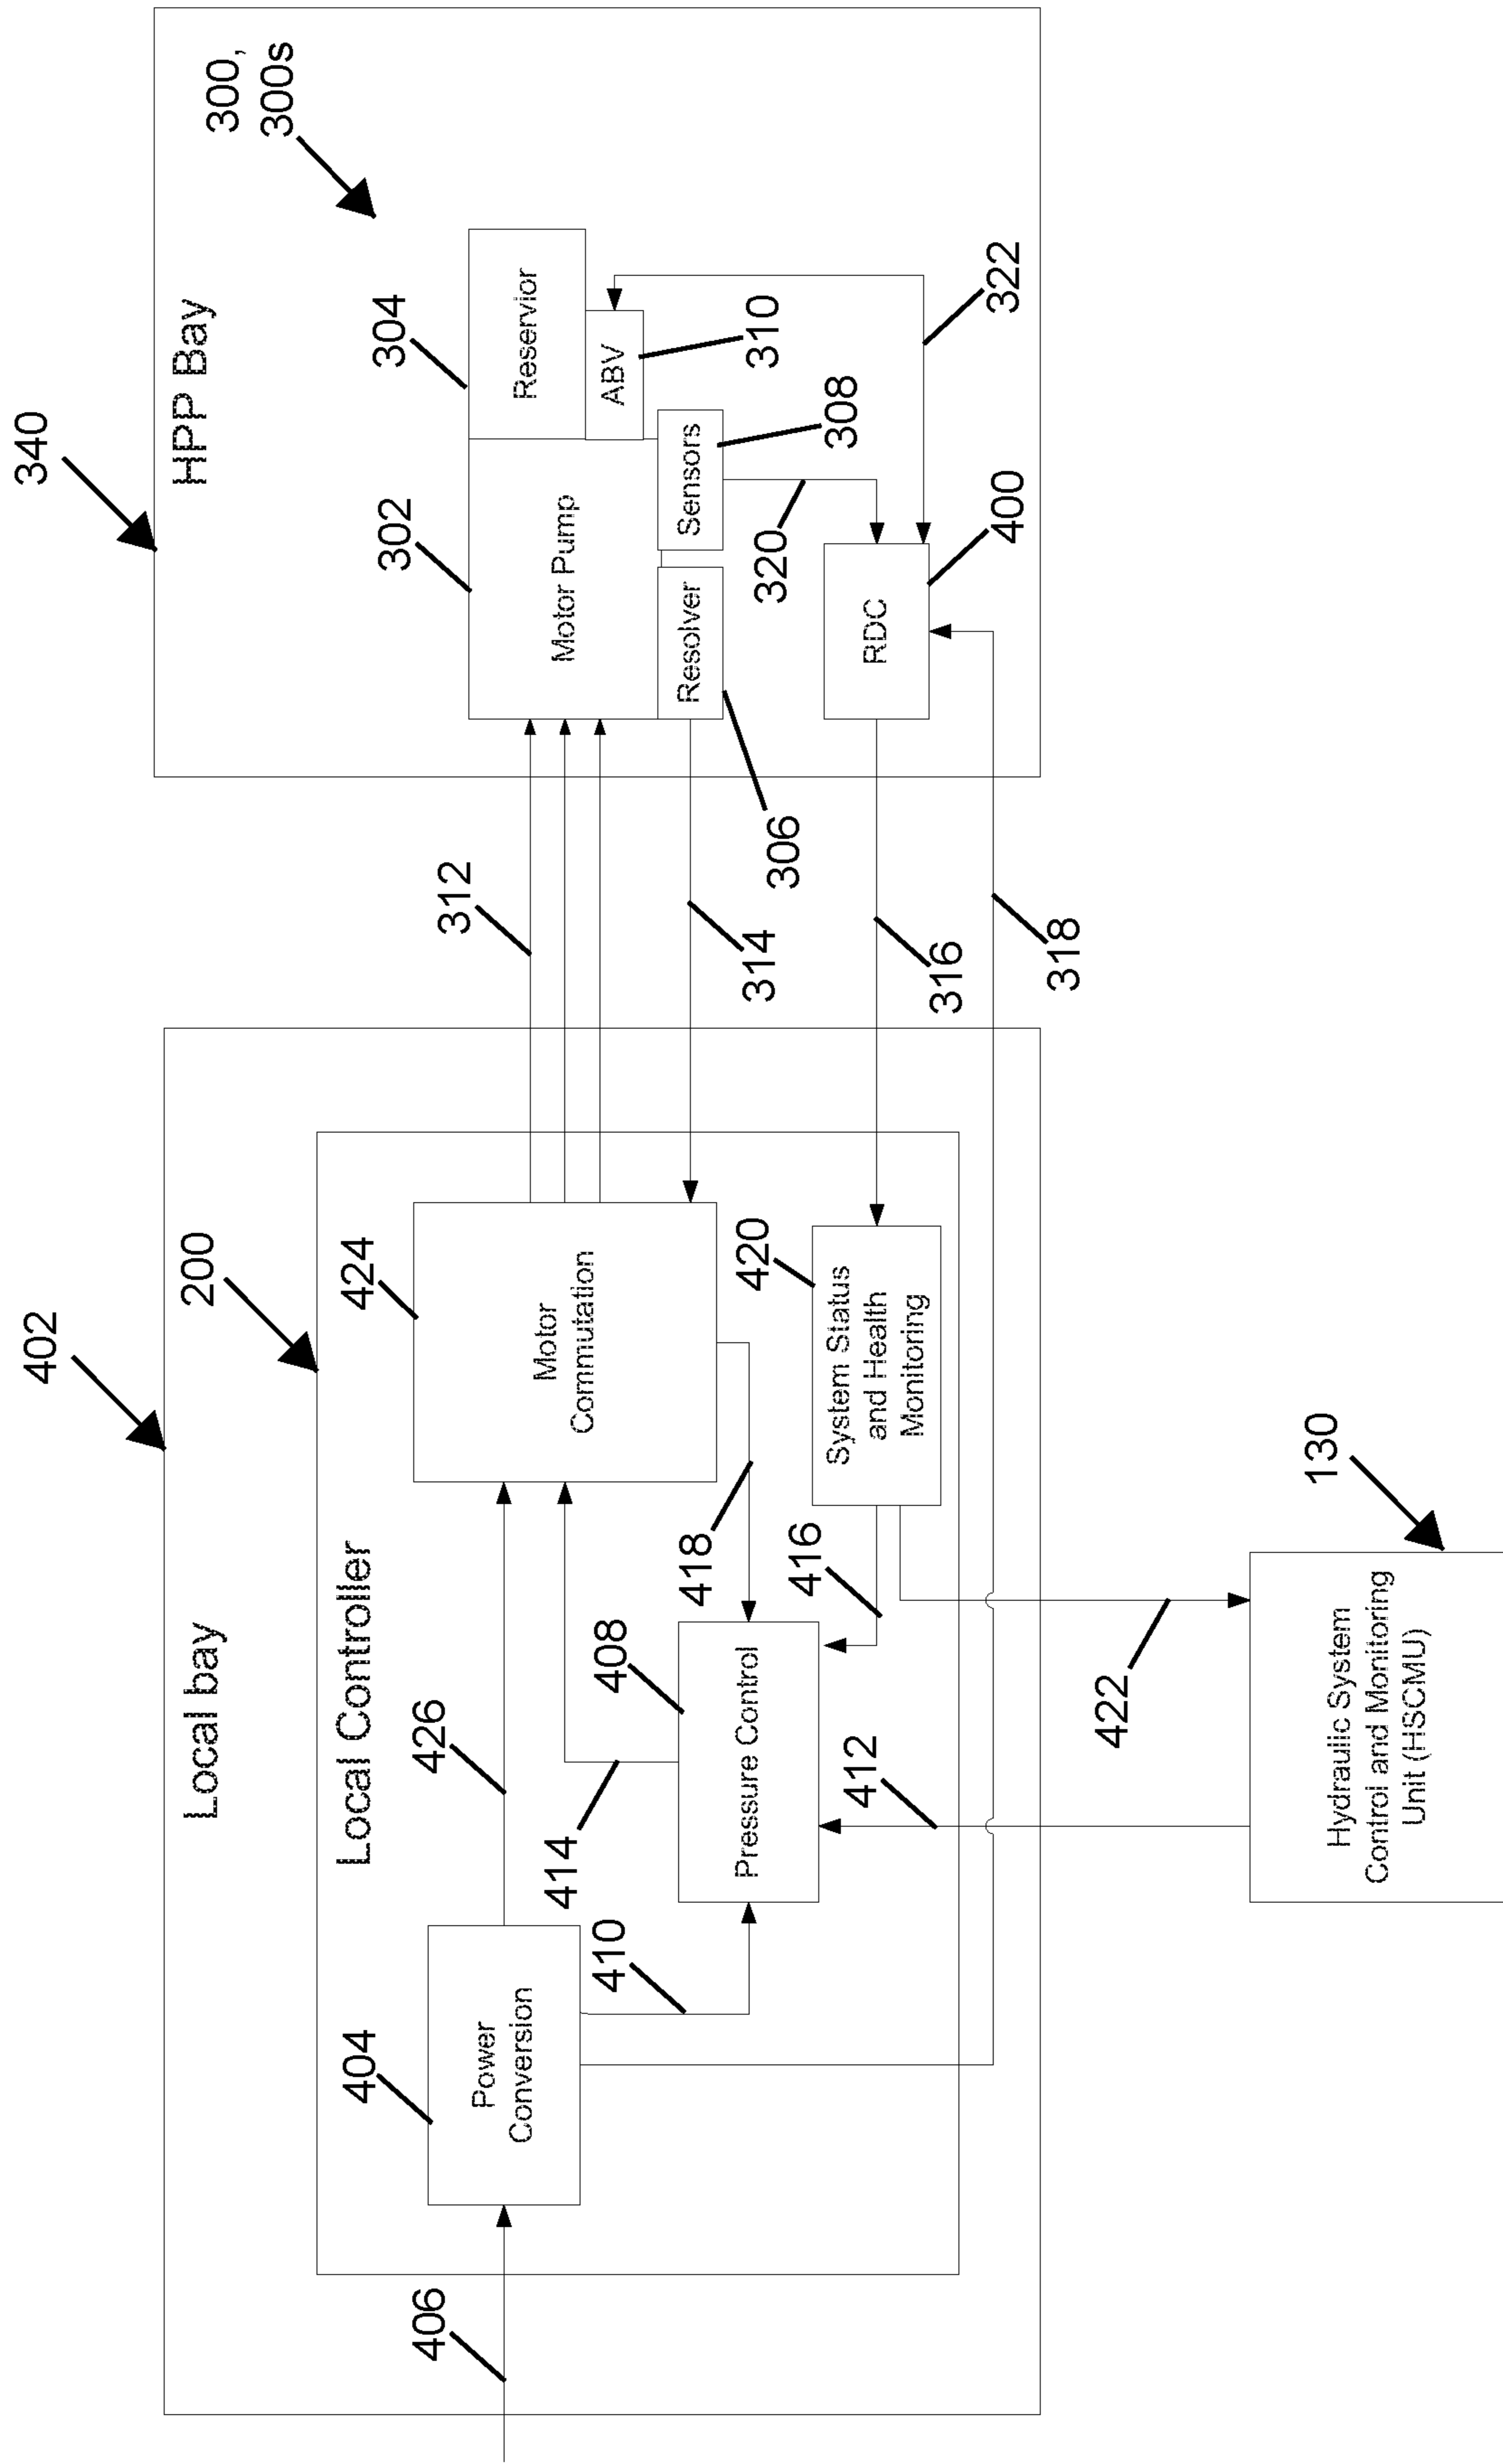 402
340
Local bay
200
HPP Bay
300,
300s
Local Controller
404
424
302
304
406
426
Power
Conversion
Motor
Commutation
312
Motor Pump
Reservior
414
410
408
418
Resolver
Sensors
ABV
310
Pressure Control
416
420
314
306
320
308
System Status
and Health
Monitoring
412
316
RDC
400
322
318
422
130
Hydraulic System
Control and Monitoring
Unit (HSCMU)